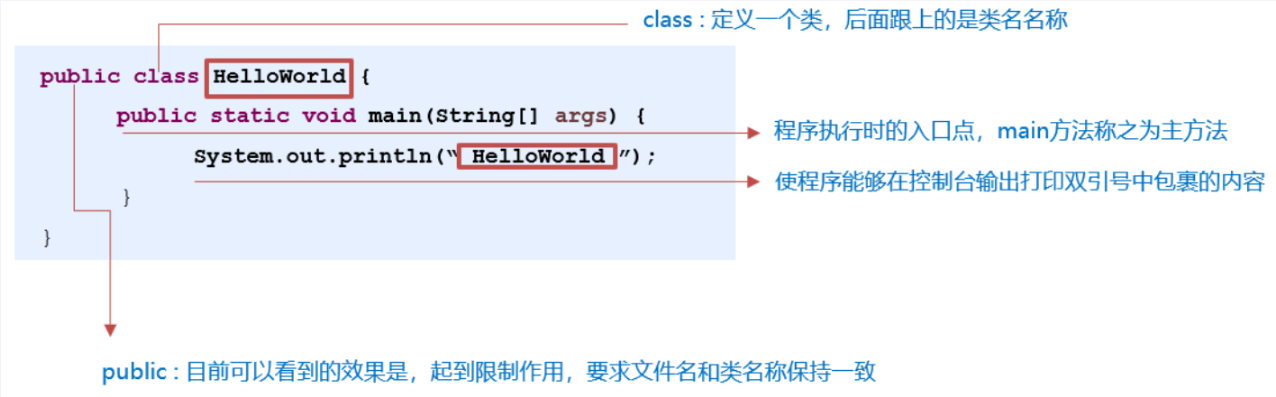 class : 定义一个类，后面跟上的是类名名称
public class HelloWorld {
public static void main(String[] args) {
程序执行时的入口点，main方法称之为主方法
System.out.println(“ HelloWorld ”);
使程序能够在控制台输出打印双引号中包裹的内容
}
}
public : 目前可以看到的效果是，起到限制作用，要求文件名和类名称保持一致